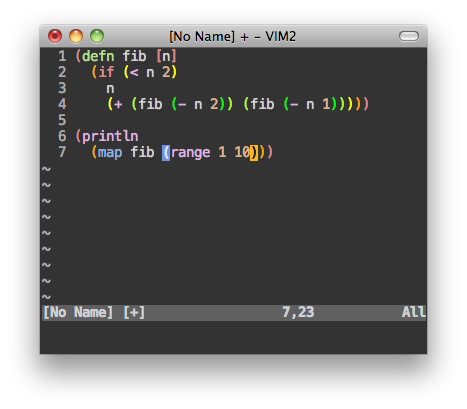 [No Name] + - VIM2
1 (defn fib [n]
2   (if (< n 2)
3     n
4     (+ (fib (- n 2)) (fib (- n 1)))))
5
6 (println
7   (map fib (range 1 10)))
~
~
~
~
~
~
~
~
~
[No Name] [+] 7,23 All